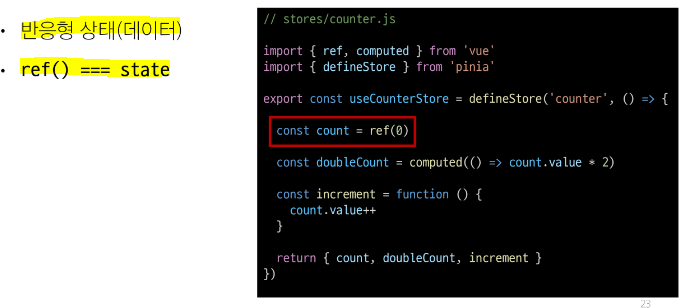 • 반응형 상태(데이터)
• ref() === state
// stores/counter.js
import { ref, computed } from 'vue'
import { defineStore } from 'pinia'
export const useCounterStore = defineStore('counter', () => {
const count = ref(0)
const doubleCount = computed(() => count.value * 2)
const increment = function () {
count.value++
}
return { count, doubleCount, increment }
})
23